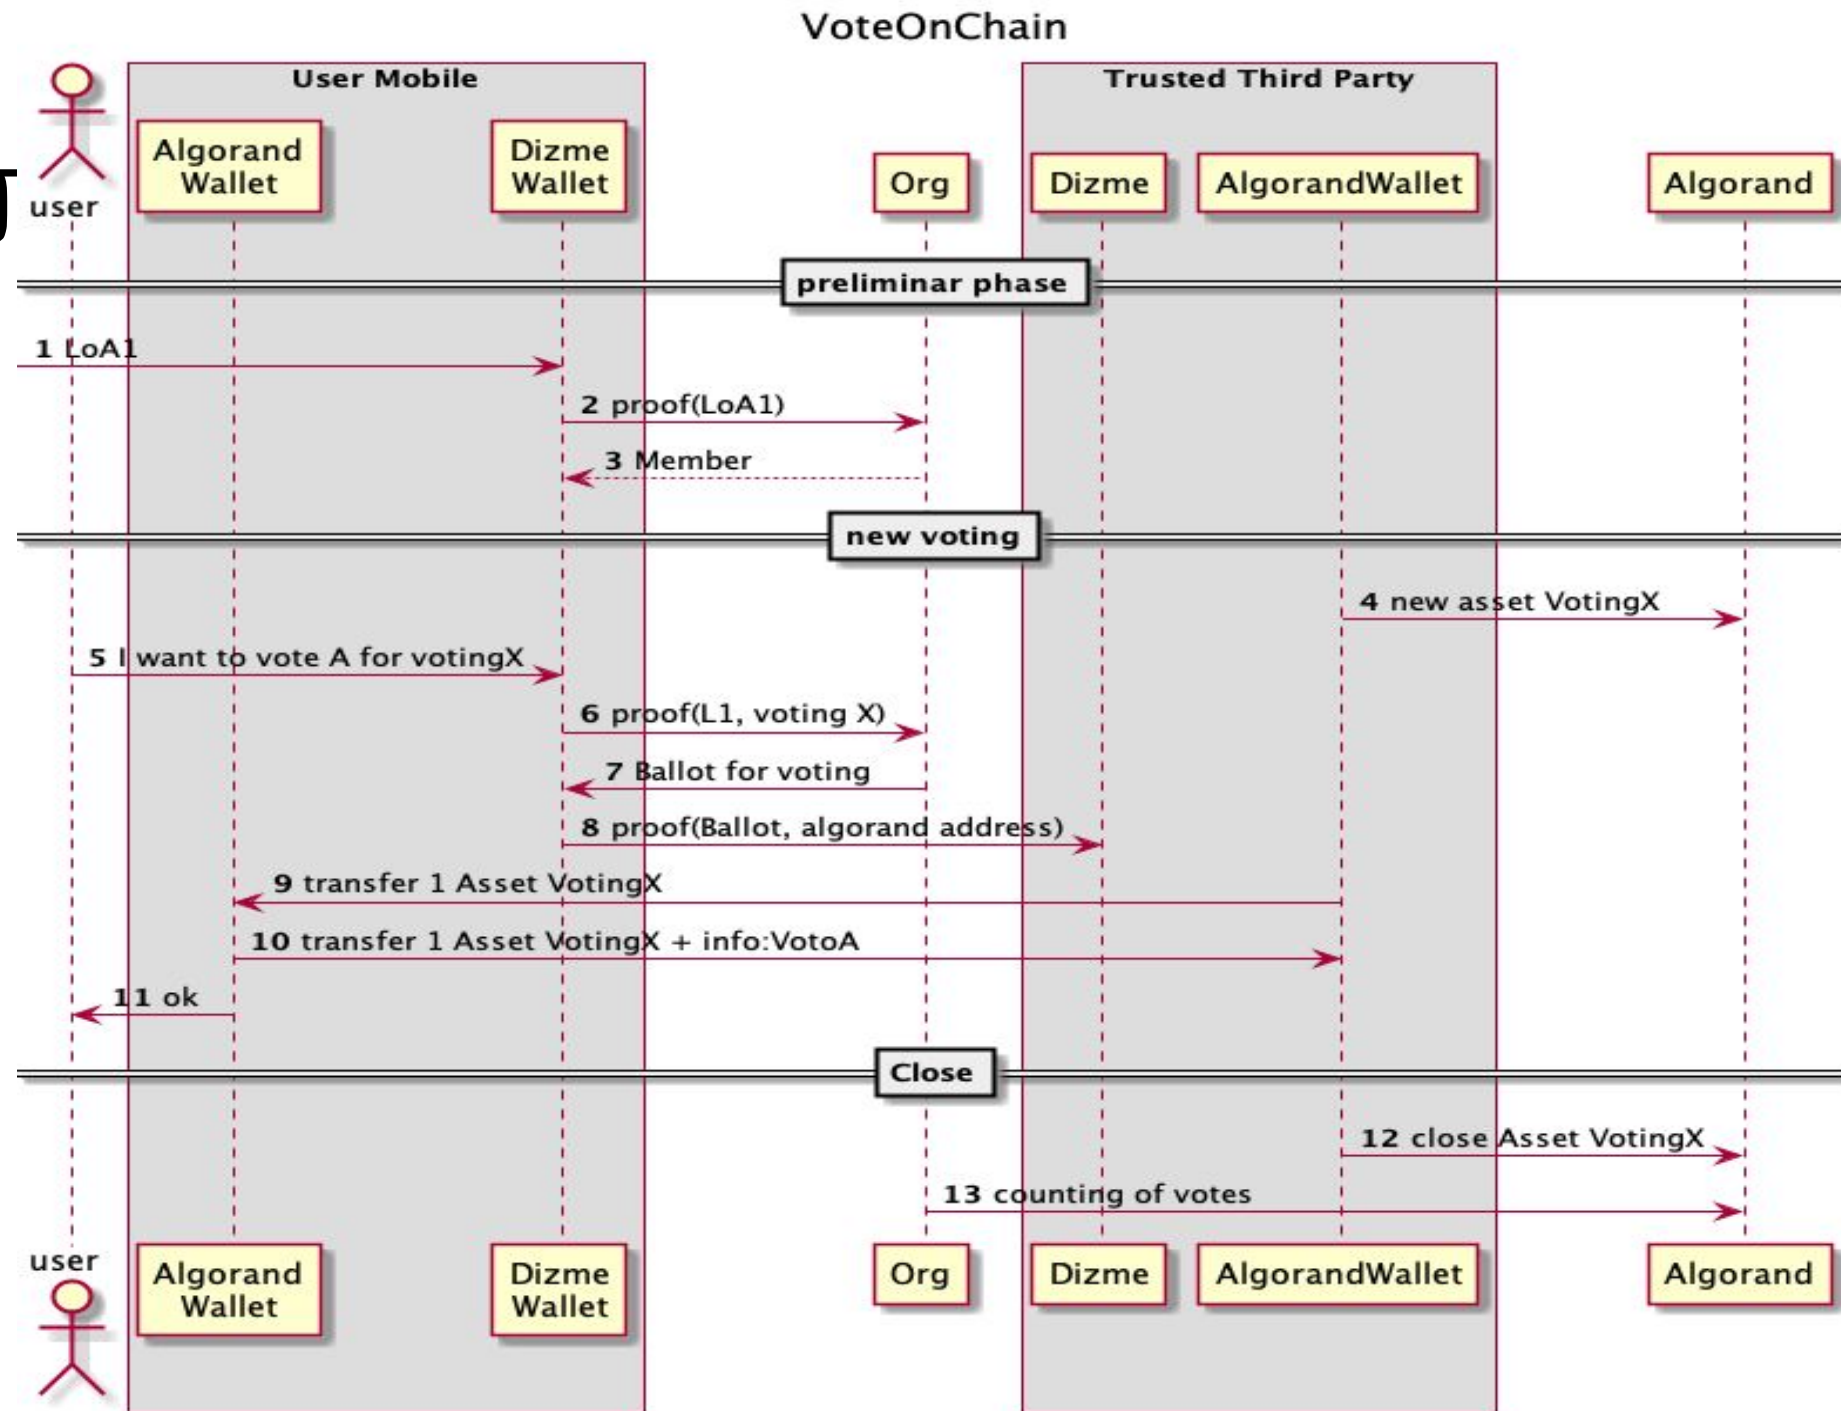 VoteOnChain
User Mobile
Trusted Third Party
user
Algorand
Wallet
Dizme
Wallet
Org
Dizme
AlgorandWallet
Algorand
preliminar phase
1 LoA1
2 proof(LoA1)
3 Member
new voting
4 new asset VotingX
5 I want to vote A for votingX
6 proof(L1, voting X)
7 Ballot for voting
8 proof(Ballot, algorand address)
9 transfer 1 Asset VotingX
10 transfer 1 Asset VotingX + info:VotoA
11 ok
Close
12 close Asset VotingX
13 counting of votes
user
Algorand
Wallet
Dizme
Wallet
Org
Dizme
AlgorandWallet
Algorand